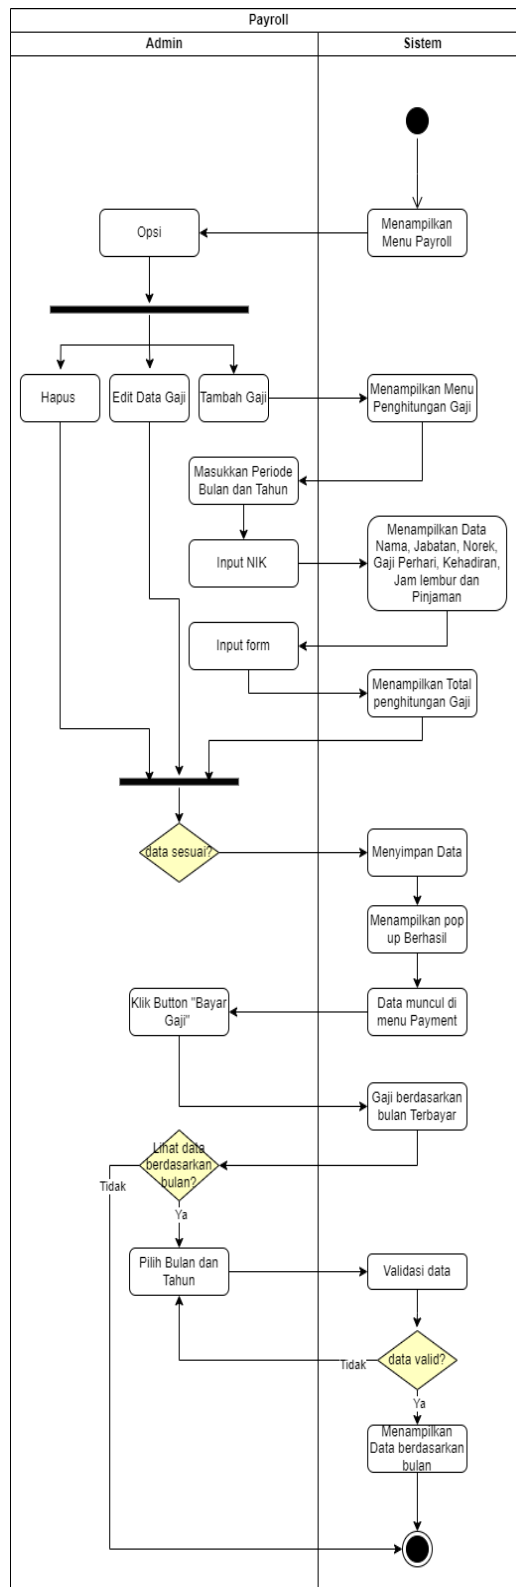 Payroll
Admin
Sistem
Menampilkan
Menu Payroll
Opsi
Hapus
Edit Data Gaji
Tambah Gaji
Menampilkan Menu
Penghitungan Gaji
Masukkan Periode
Bulan dan Tahun
Input NIK
Menampilkan Data
Nama, Jabatan, Norek,
Gaji Perhari, Kehadiran,
Jam lembur dan
Pinjaman
Input form
Menampilkan Total
penghitungan Gaji
data sesuai?
Menyimpan Data
Menampilkan pop
up Berhasil
Data muncul di
menu Payment
Klik Button "Bayar
Gaji"
Gaji berdasarkan
bulan Terbayar
Lihat data
berdasarkan
bulan?
Tidak
Ya
Pilih Bulan dan
Tahun
Validasi data
data valid?
Tidak
Ya
Menampilkan
Data berdasarkan
bulan